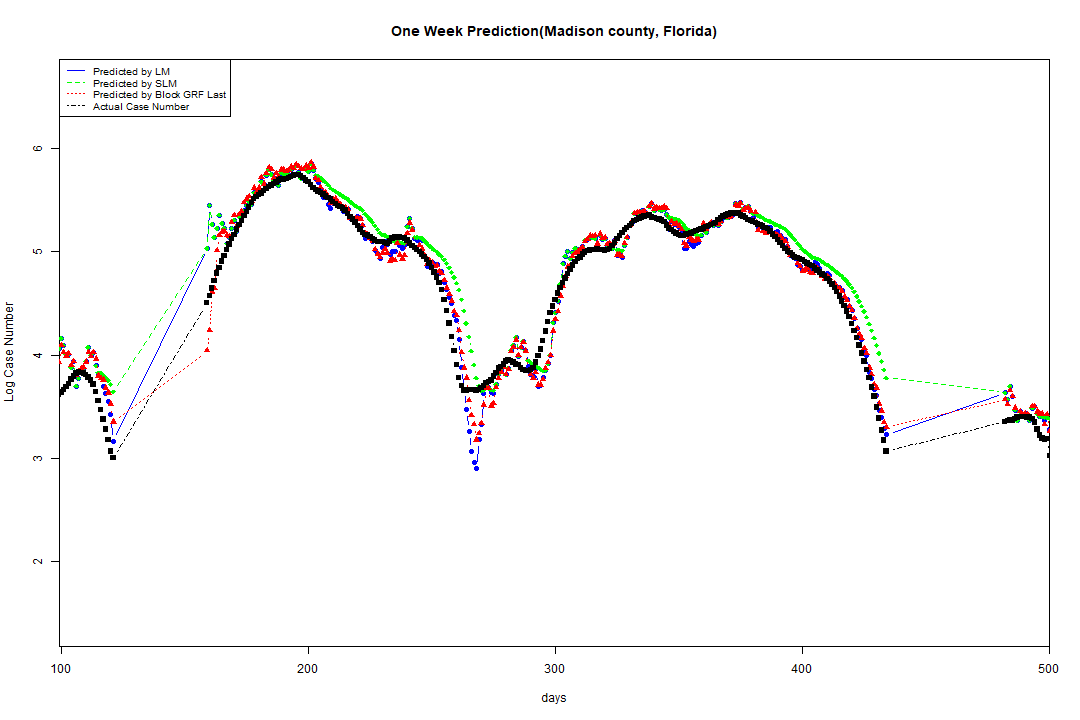 One Week Prediction(Madison county, Florida)
Predicted by LM
Predicted by SLM
Predicted by Block GRF Last
Actual Case Number
6
5
4
3
2
Log Case Number
100 200 300 400 500
days